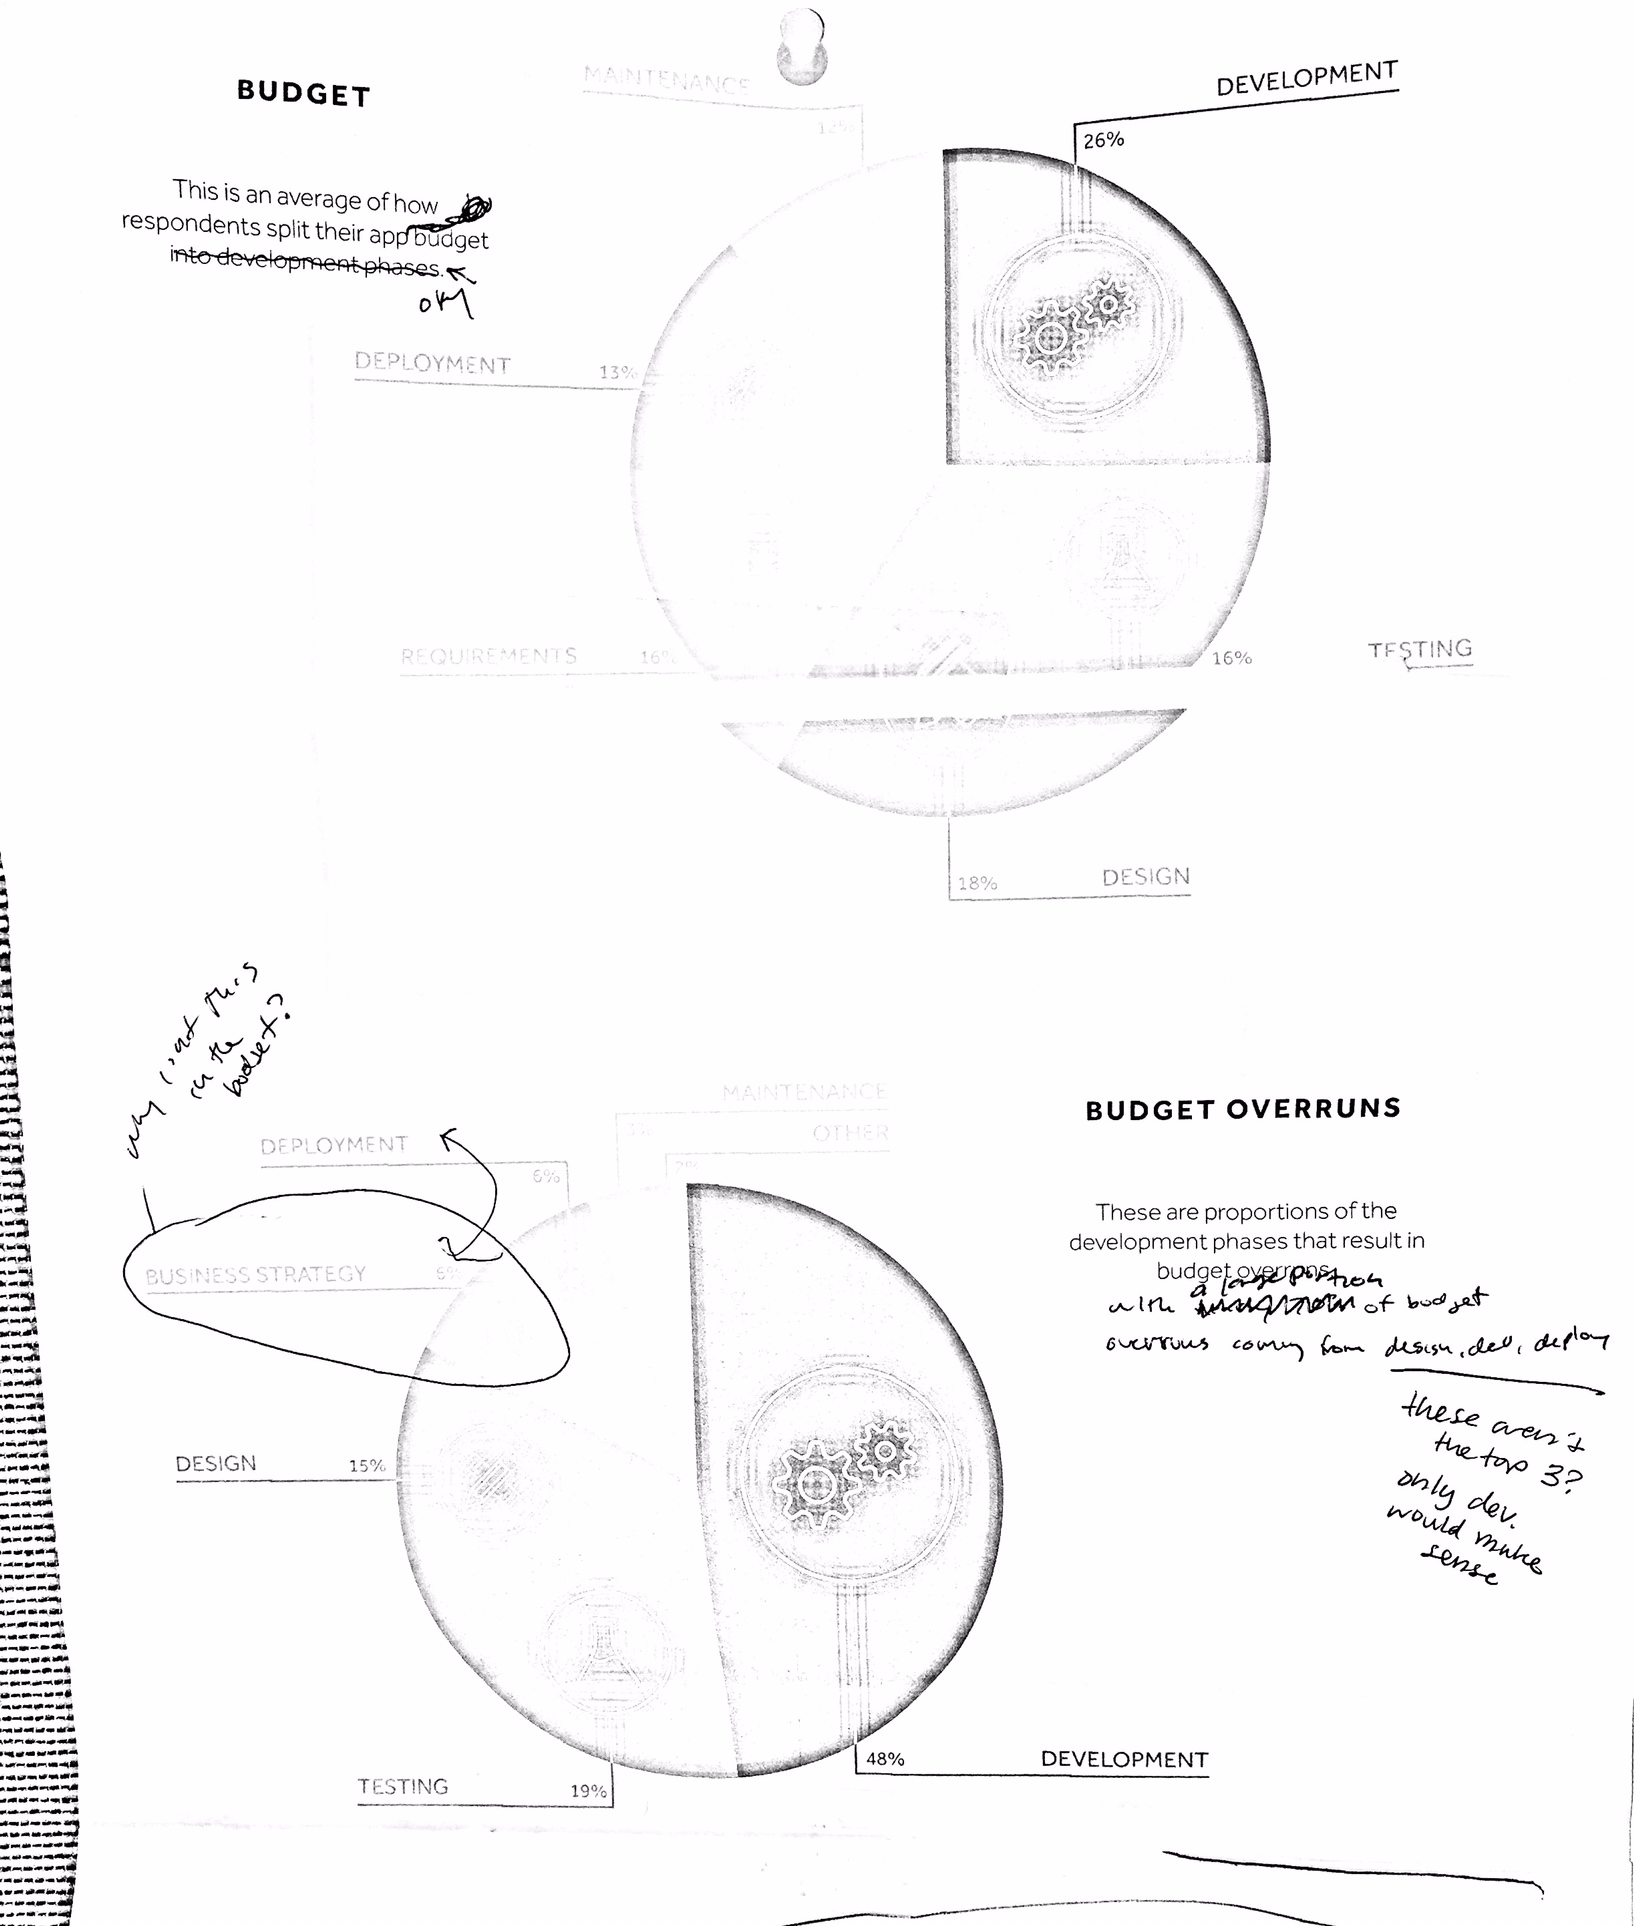 BUDGET
This is an average of how
respondents split their app budget
into development phases.
MAINTENANCE
12%
DEVELOPMENT
26%
DEPLOYMENT
13%
REQUIREMENTS
16%
16%
TESTING
18%
DESIGN
why isn't this
in the
budget?
MAINTENANCE
3%
OTHER
2%
DEPLOYMENT
6%
BUSINESS STRATEGY
6%
DESIGN
15%
TESTING
19%
48%
DEVELOPMENT
BUDGET OVERRUNS
These are proportions of the
development phases that result in
budget overruns
a large portion
with of budget
overruns coming from design, dev, deploy
these aren't
the top 3?
only dev.
would make
sense